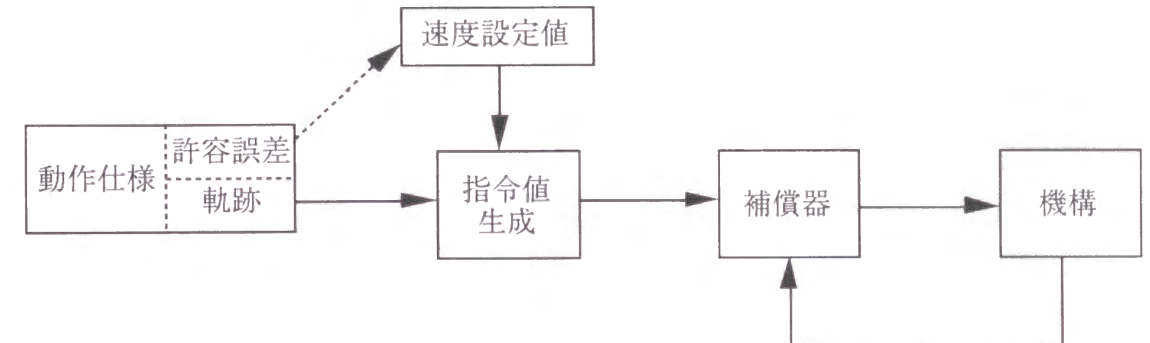 速度設定値
動作仕様
許容誤差
軌跡
指令値
生成
補償器
機構